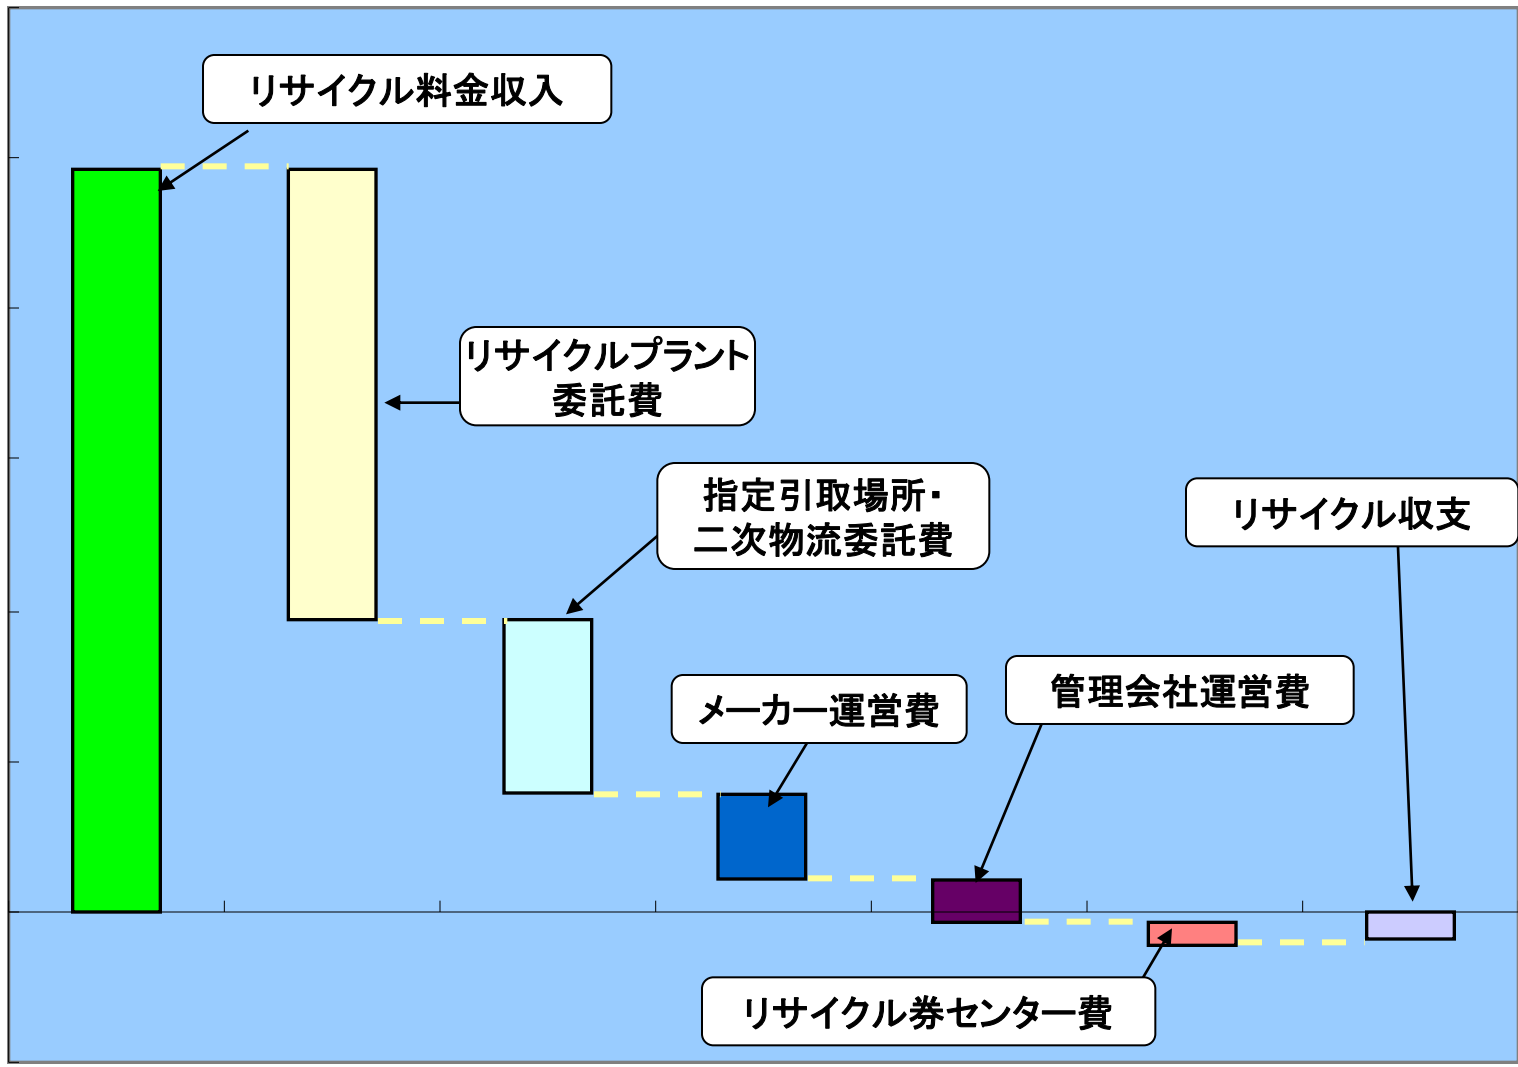 リサイクル料金収入
リサイクルプラント
委託費
指定引取場所・
二次物流委託費
リサイクル収支
メーカー運営費
管理会社運営費
リサイクル券センター費